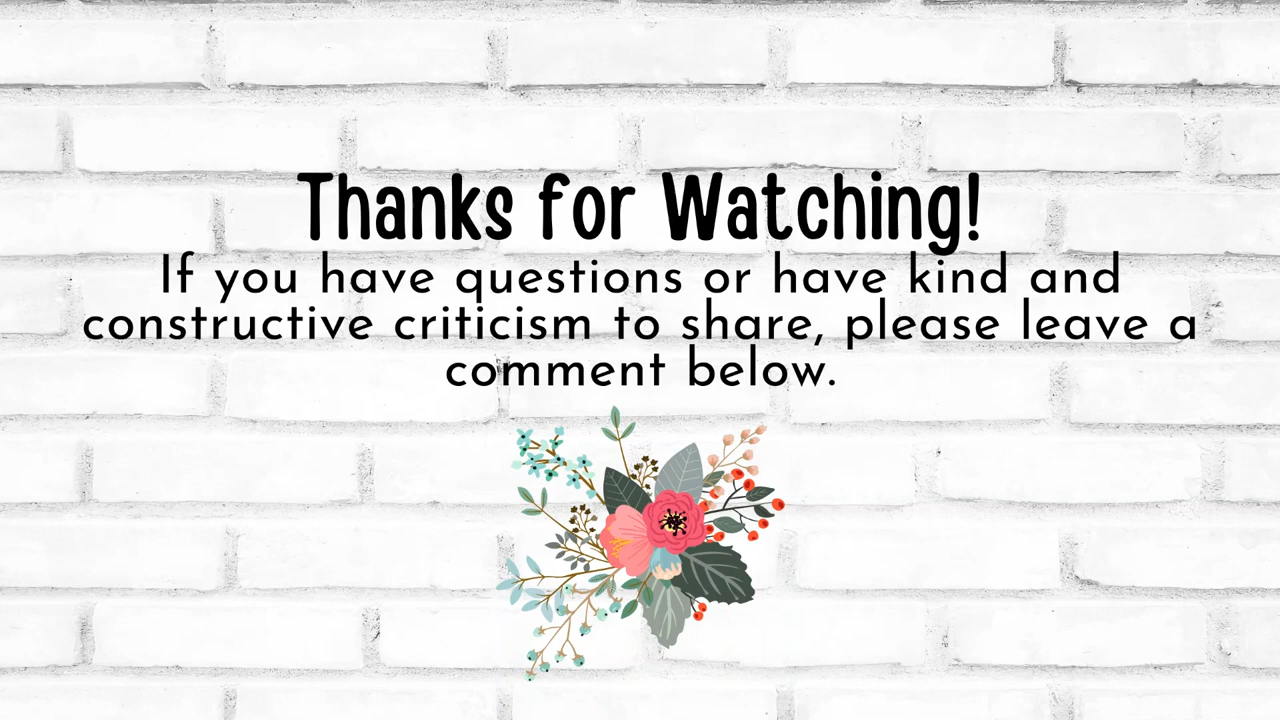 Thanks for Watching!
If you have questions or have kind and
constructive criticism to share, please leave a
comment below.